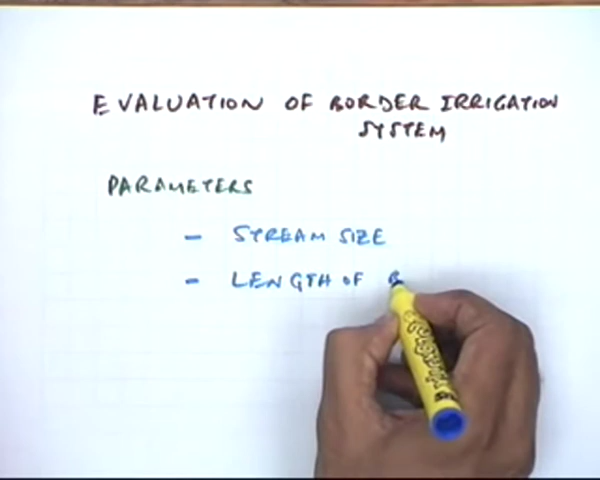 EVALUATION OF BORDER IRRIGATION
SYSTEM
PARAMETERS
- STREAM SIZE
- LENGTH OF B